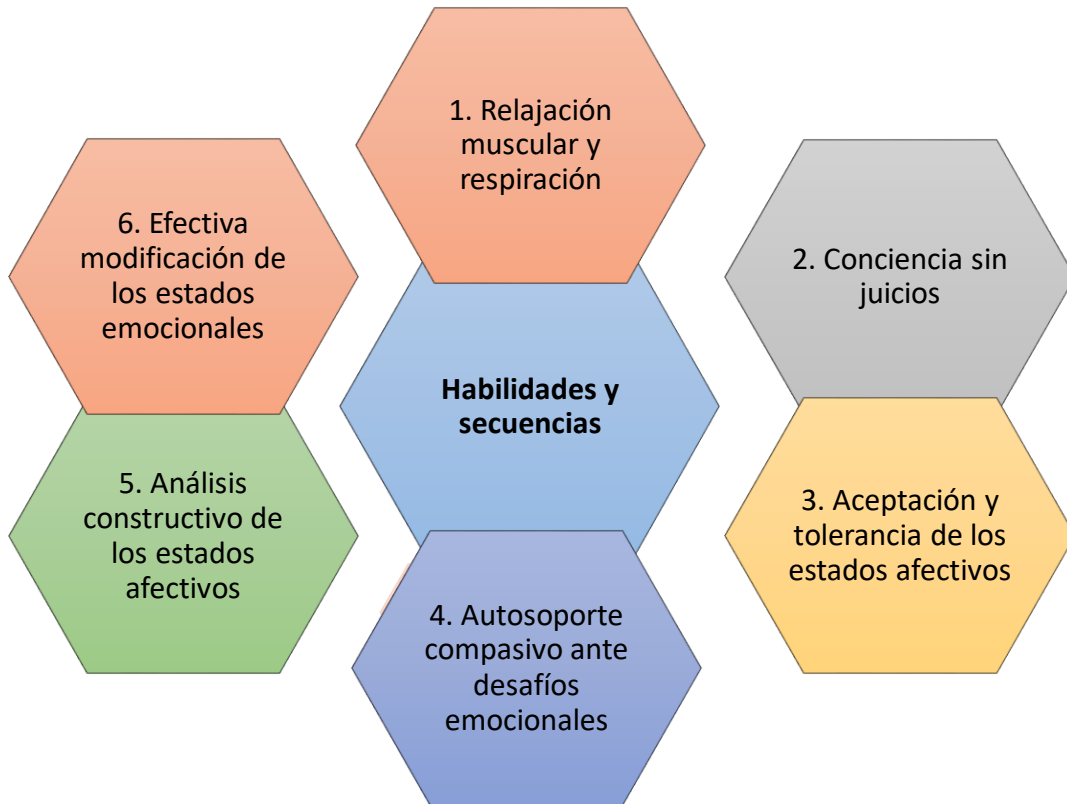 1. Relajación
muscular y
respiración
2. Conciencia sin
juicios
3. Aceptación y
tolerancia de los
estados afectivos
4. Autosoporte
compasivo ante
desafíos
emocionales
5. Análisis
constructivo de
los estados
afectivos
6. Efectiva
modificación de
los estados
emocionales
Habilidades y
secuencias